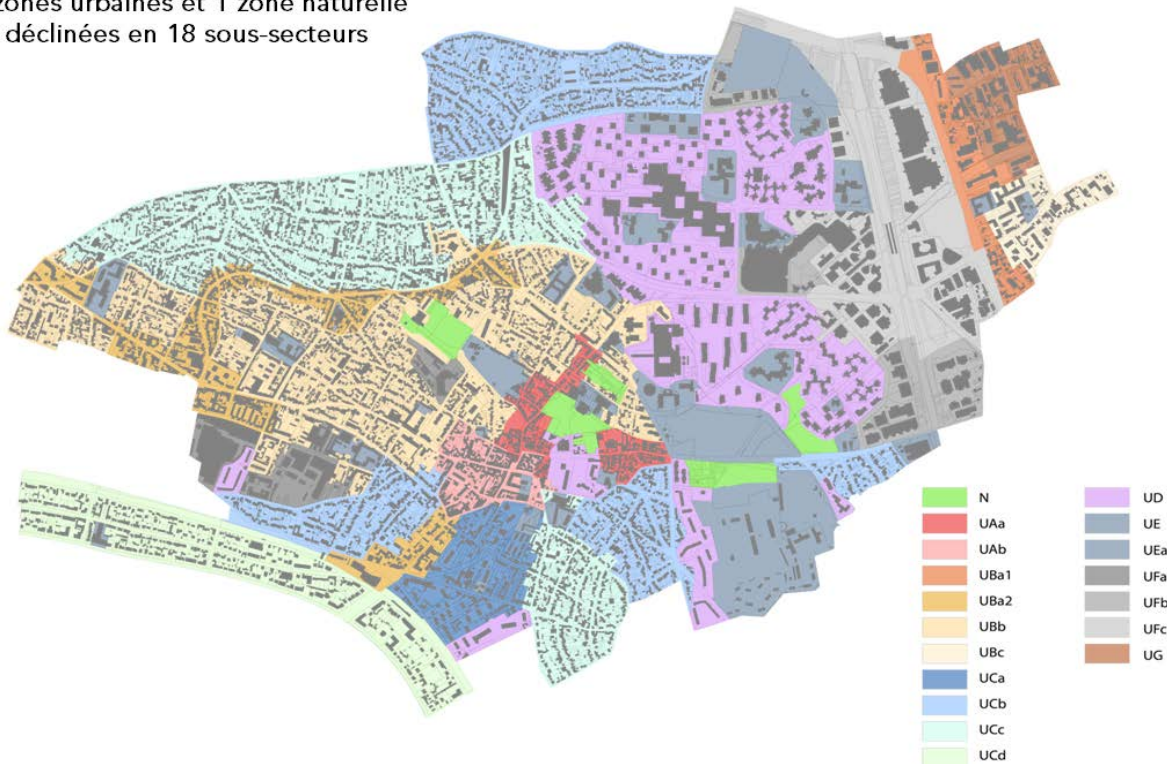 zones urbaines et 1 zone naturelle
déclinées en 18 sous-secteurs
N
UAa
UAb
UBa1
UBa2
UBb
UBc
UCa
UCb
UCc
UCd
UD
UE
UEa
UFa
UFb
UFc
UG